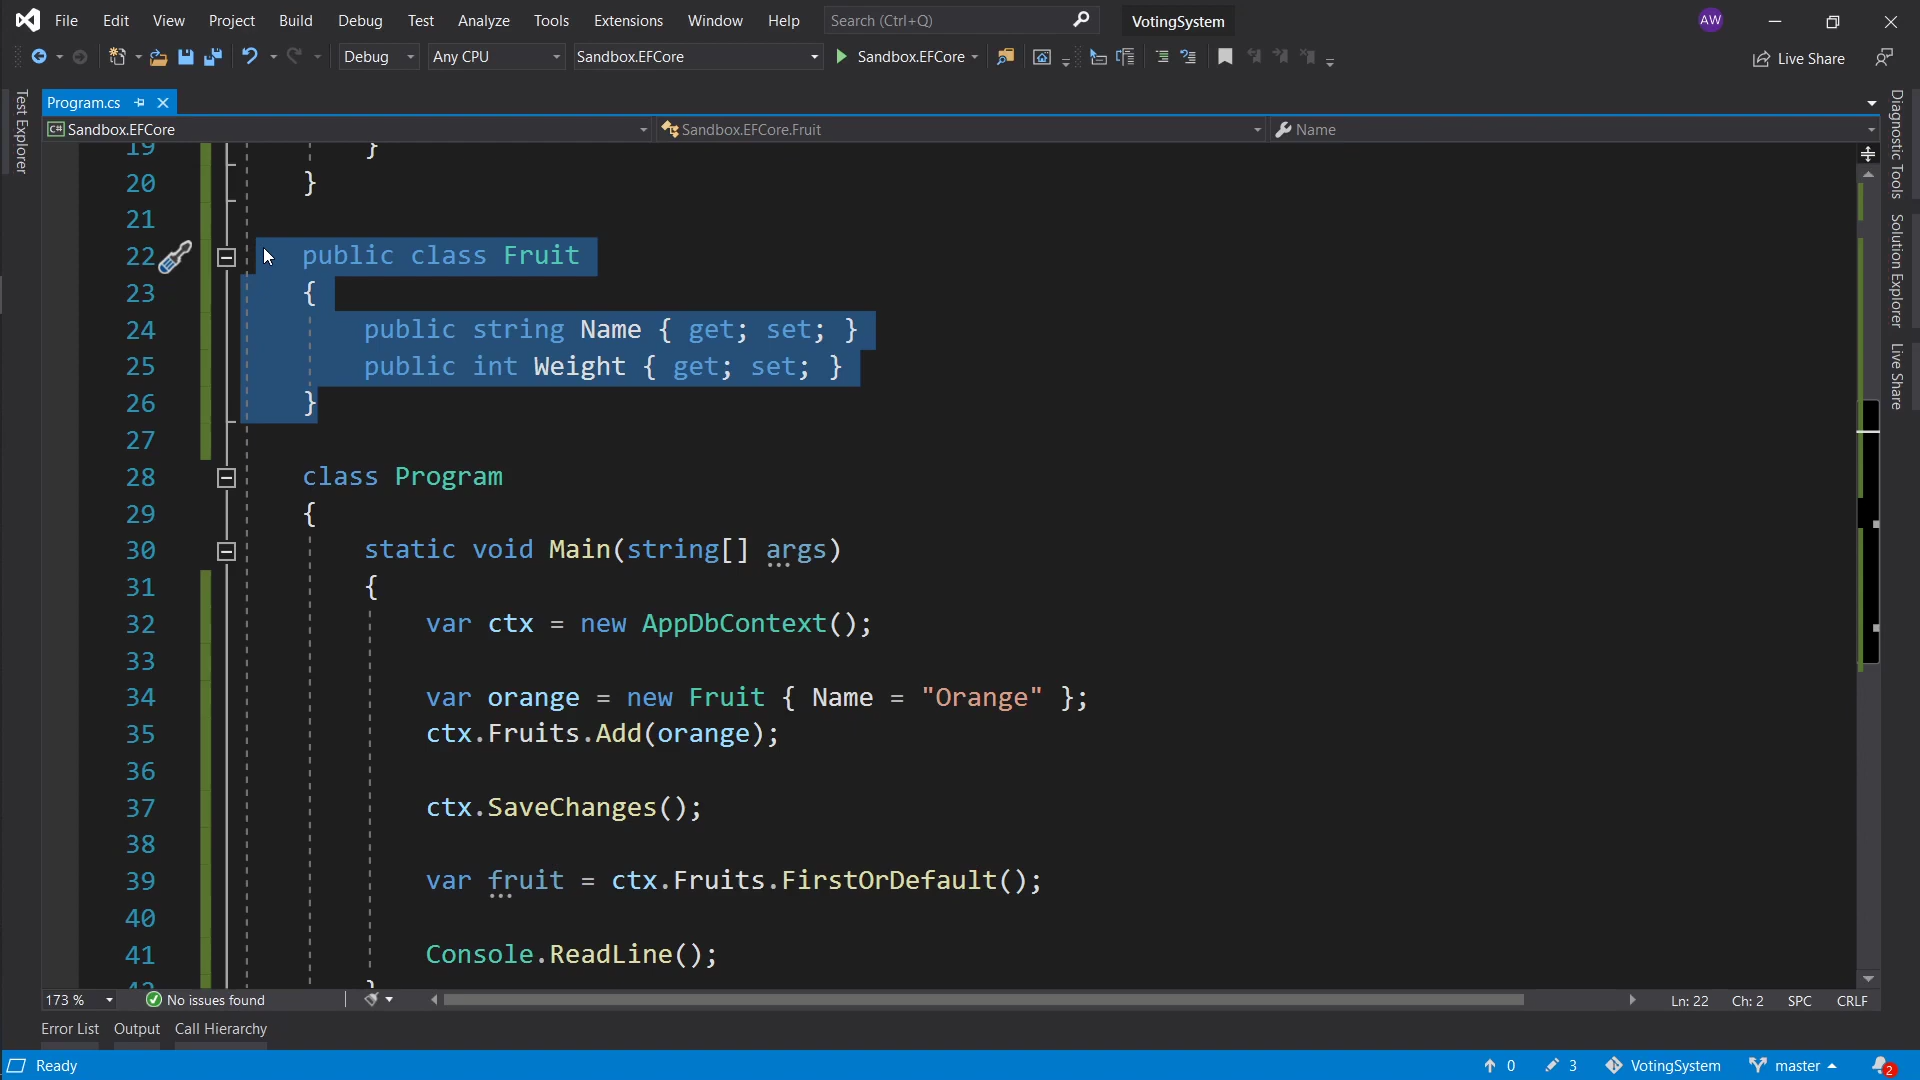 File Edit View Project Build Debug Test Analyze Tools Extensions Window Help Search (Ctrl+Q) VotingSystem AW
Debug Any CPU Sandbox.EFCore Sandbox.EFCore Live Share
Program.cs
Sandbox.EFCore Sandbox.EFCore.Fruit Name
Test Explorer
19 }
20 }
21
22 public class Fruit
23 {
24 public string Name { get; set; }
25 public int Weight { get; set; }
26 }
27
28 class Program
29 {
30 static void Main(string[] args)
31 {
32 var ctx = new AppDbContext();
33
34 var orange = new Fruit { Name = "Orange" };
35 ctx.Fruits.Add(orange);
36
37 ctx.SaveChanges();
38
39 var fruit = ctx.Fruits.FirstOrDefault();
40
41 Console.ReadLine();
42 }
Diagnostic Tools
Solution Explorer
Live Share
173 % No issues found Ln: 22 Ch: 2 SPC CRLF
Error List Output Call Hierarchy
Ready 0 3 VotingSystem master 2